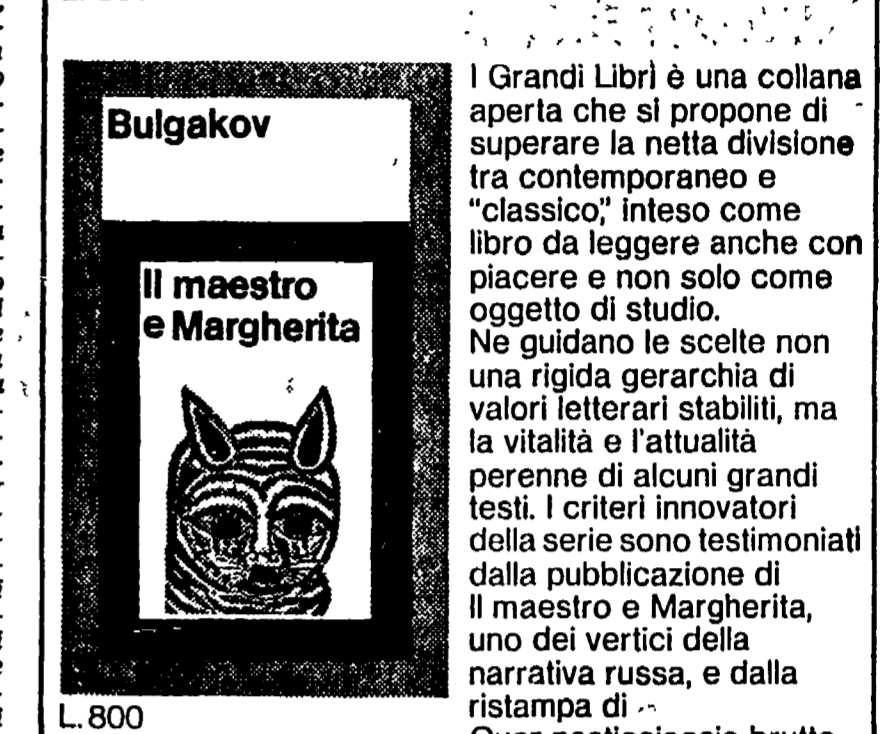 Bulgakov
Il maestro
e Margherita
L. 800
I Grandi Libri è una collana
aperta che si propone di
superare la netta divisione
tra contemporaneo e
"classico," inteso come
libro da leggere anche con
piacere e non solo come
oggetto di studio.
Ne guidano le scelte non
una rigida gerarchia di
valori letterari stabiliti, ma
la vitalità e l'attualità
perenne di alcuni grandi
testi. I criteri innovatori
della serie sono testimoniati
dalla pubblicazione di
Il maestro e Margherita,
uno dei vertici della
narrativa russa, e dalla
ristampa di